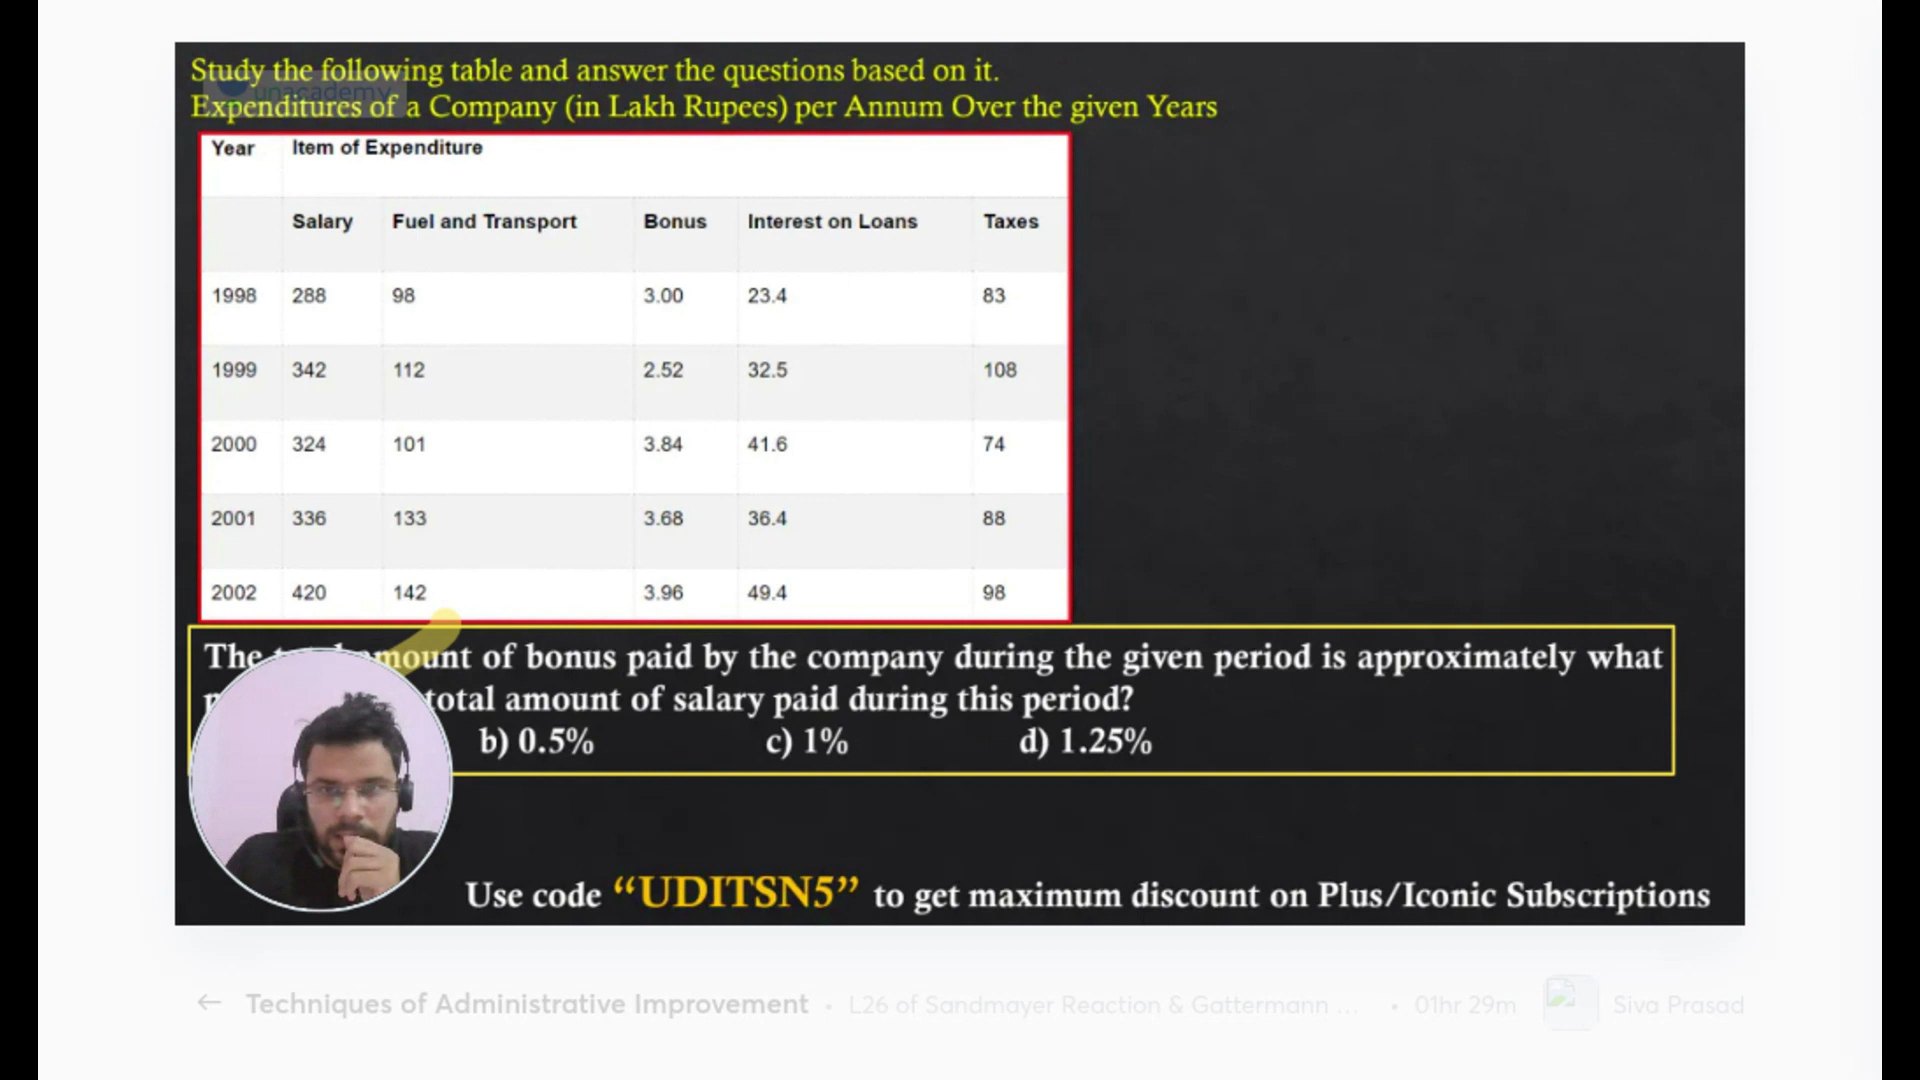 Study the following table and answer the questions based on it.
unacademy
Expenditures of a Company (in Lakh Rupees) per Annum Over the given Years
Year Item of Expenditure
Salary Fuel and Transport Bonus Interest on Loans Taxes
1998 288 98 3.00 23.4 83
1999 342 112 2.52 32.5 108
2000 324 101 3.84 41.6 74
2001 336 133 3.68 36.4 88
2002 420 142 3.96 49.4 98
The amount of bonus paid by the company during the given period is approximately what
total amount of salary paid during this period?
b) 0.5% c) 1% d) 1.25%
Use code “UDITSN5” to get maximum discount on Plus/Iconic Subscriptions
← Techniques of Administrative Improvement • L26 of Sandmayer Reaction & Gattermann ... • 01hr 29m Siva Prasad